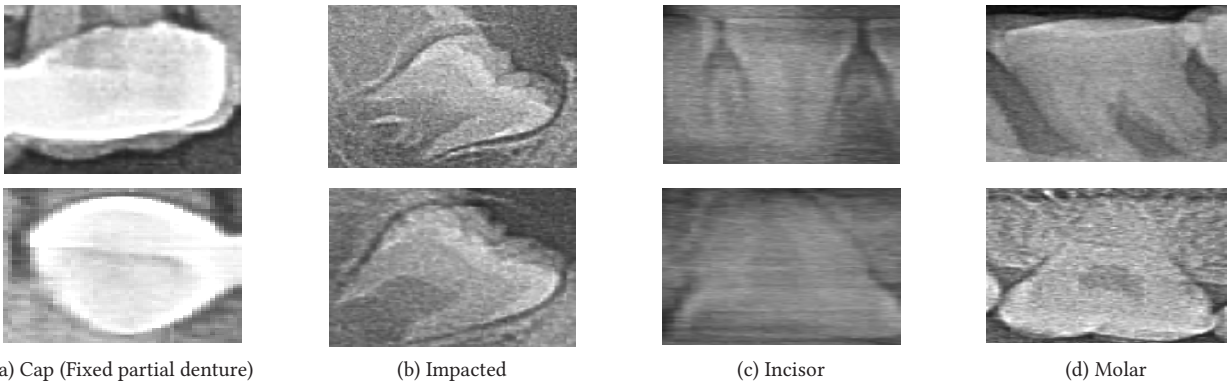 a) Cap (Fixed partial denture)
(b) Impacted
(c) Incisor
(d) Molar